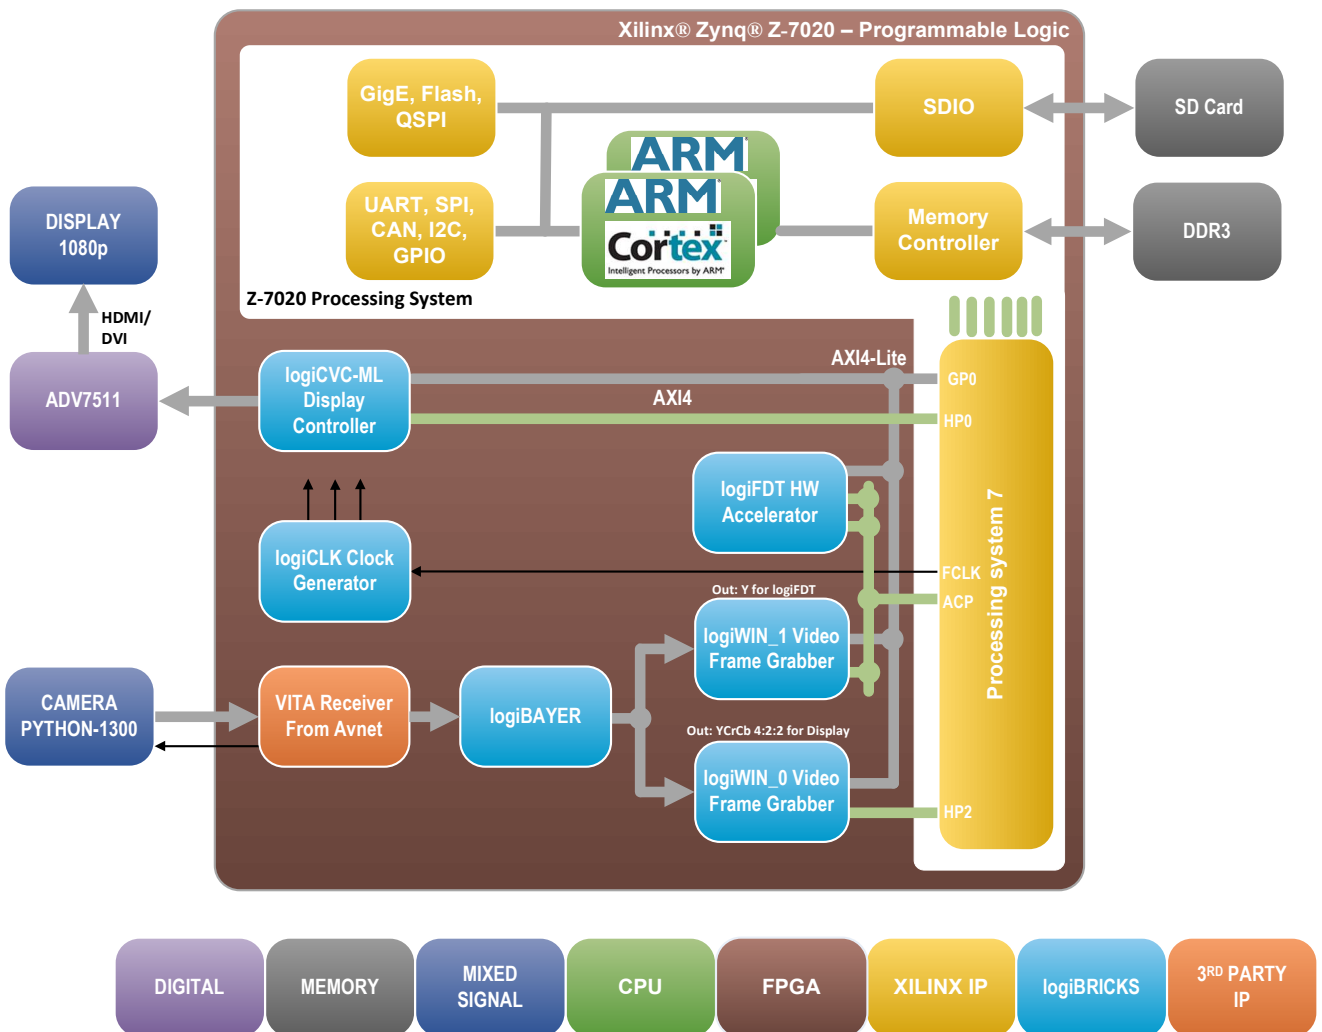 Xilinx® Zynq® Z-7020 – Programmable Logic
GigE, Flash,
QSPI
SDIO
SD Card
ARM®
ARM®
Cortex™
Intelligent Processors by ARM®
UART, SPI,
CAN, I2C,
GPIO
Memory
Controller
DDR3
DISPLAY
1080p
Z-7020 Processing System
HDMI/
DVI
ADV7511
logiCVC-ML
Display
Controller
AXI4-Lite
AXI4
GP0
HP0
logiFDT HW
Accelerator
logiCLK Clock
Generator
FCLK
ACP
Processing system 7
Out: Y for logiFDT
logiWIN_1 Video
Frame Grabber
CAMERA
PYTHON-1300
VITA Receiver
From Avnet
logiBAYER
Out: YCrCb 4:2:2 for Display
logiWIN_0 Video
Frame Grabber
HP2
DIGITAL
MEMORY
MIXED
SIGNAL
CPU
FPGA
XILINX IP
logiBRICKS
3RD PARTY
IP